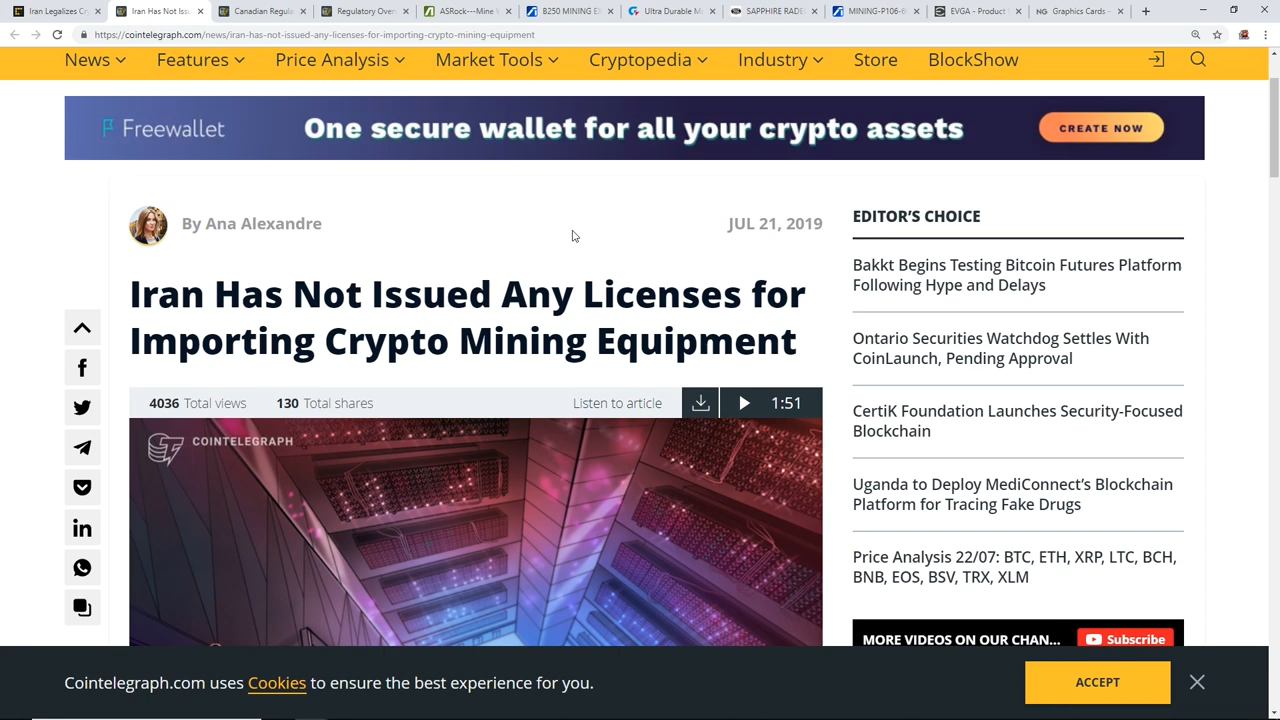 Iran Legalizes Cr
Iran Has Not Iss
Canadian Regula
Regulatory Over
ASRock---Mine
B250 MINING E
Ultra Durable M
SAPPHIRE RADE
MINING-P106-6
EVGA - Product
Graphics Cards -
https://cointelegraph.com/news/iran-has-not-issued-any-licenses-for-importing-crypto-mining-equipment
News Features Price Analysis Market Tools Cryptopedia Industry Store BlockShow
Freewallet One secure wallet for all your crypto assets CREATE NOW
By Ana Alexandre JUL 21, 2019
Iran Has Not Issued Any Licenses for
Importing Crypto Mining Equipment
4036 Total views 130 Total shares Listen to article 1:51
COINTELEGRAPH
EDITOR'S CHOICE
Bakkt Begins Testing Bitcoin Futures Platform
Following Hype and Delays
Ontario Securities Watchdog Settles With
CoinLaunch, Pending Approval
CertiK Foundation Launches Security-Focused
Blockchain
Uganda to Deploy MediConnect's Blockchain
Platform for Tracing Fake Drugs
Price Analysis 22/07: BTC, ETH, XRP, LTC, BCH,
BNB, EOS, BSV, TRX, XLM
MORE VIDEOS ON OUR CHAN... Subscribe
Cointelegraph.com uses Cookies to ensure the best experience for you. ACCEPT